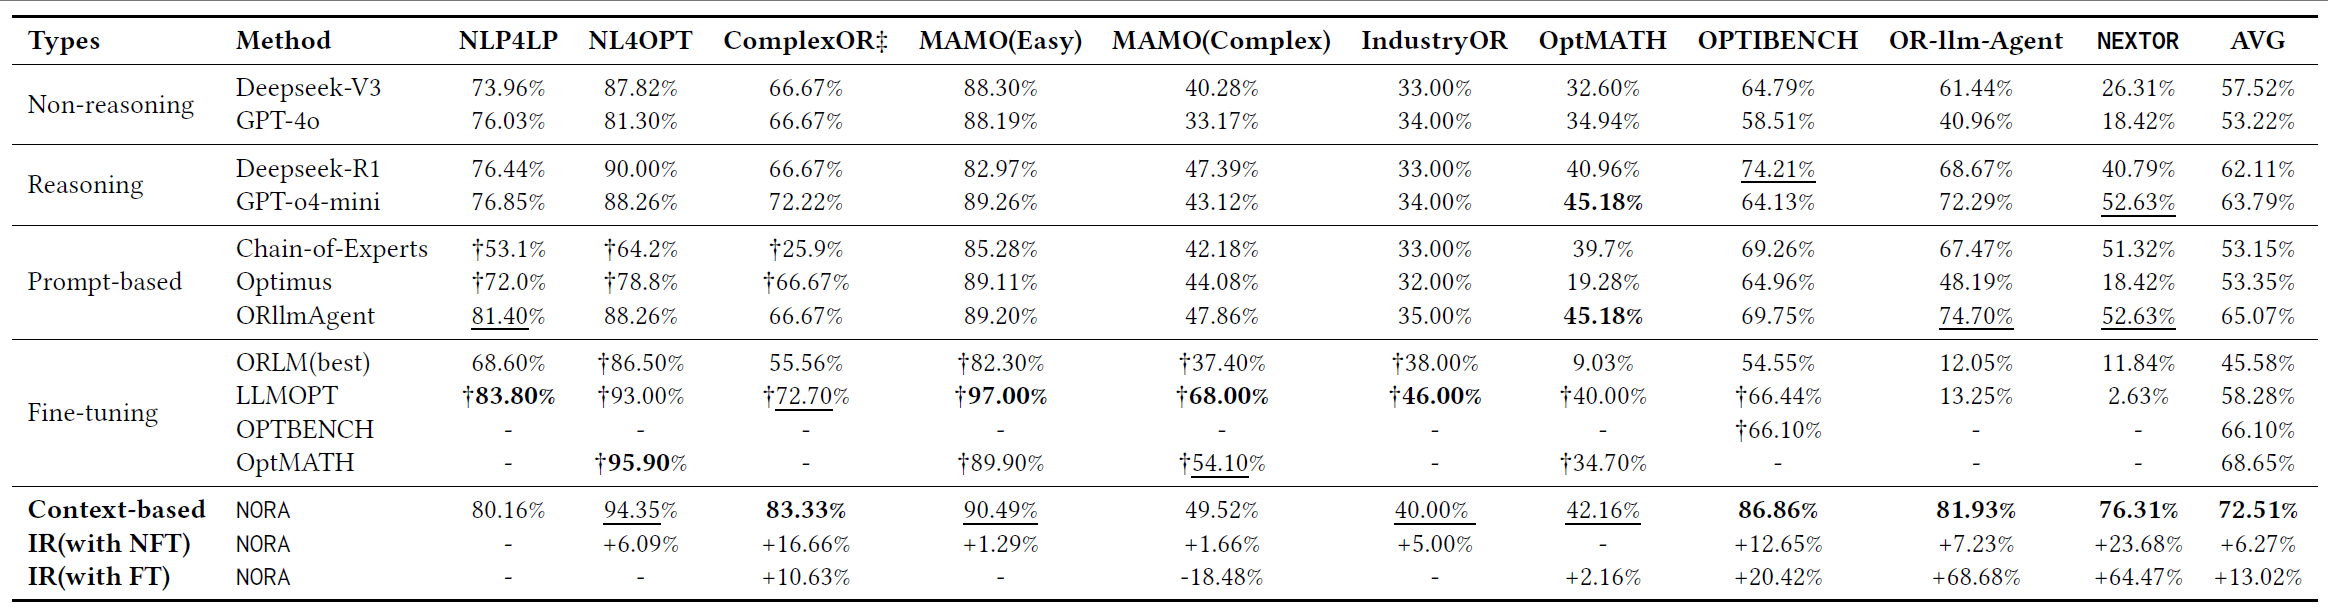 Types Method NLP4LP NL4OPT ComplexOR‡ MAMO(Easy) MAMO(Complex) IndustryOR OptMATH OPTIBENCH OR-llm-Agent NEXTOR AVG
Non-reasoning
Deepseek-V3 73.96% 87.82% 66.67% 88.30% 40.28% 33.00% 32.60% 64.79% 61.44% 26.31% 57.52%
GPT-4o 76.03% 81.30% 66.67% 88.19% 33.17% 34.00% 34.94% 58.51% 40.96% 18.42% 53.22%
Reasoning
Deepseek-R1 76.44% 90.00% 66.67% 82.97% 47.39% 33.00% 40.96% 74.21% 68.67% 40.79% 62.11%
GPT-o4-mini 76.85% 88.26% 72.22% 89.26% 43.12% 34.00% 45.18% 64.13% 72.29% 52.63% 63.79%
Prompt-based
Chain-of-Experts †53.1% †64.2% †25.9% 85.28% 42.18% 33.00% 39.7% 69.26% 67.47% 51.32% 53.15%
Optimus †72.0% †78.8% †66.67% 89.11% 44.08% 32.00% 19.28% 64.96% 48.19% 18.42% 53.35%
ORllmAgent 81.40% 88.26% 66.67% 89.20% 47.86% 35.00% 45.18% 69.75% 74.70% 52.63% 65.07%
Fine-tuning
ORLM(best) 68.60% †86.50% 55.56% †82.30% †37.40% †38.00% 9.03% 54.55% 12.05% 11.84% 45.58%
LLMOPT †83.80% †93.00% †72.70% †97.00% †68.00% †46.00% †40.00% †66.44% 13.25% 2.63% 58.28%
OPTBENCH - - - - - - - †66.10% - - 66.10%
OptMATH - †95.90% - †89.90% †54.10% - †34.70% - - - 68.65%
Context-based NORA 80.16% 94.35% 83.33% 90.49% 49.52% 40.00% 42.16% 86.86% 81.93% 76.31% 72.51%
IR(with NFT) NORA - +6.09% +16.66% +1.29% +1.66% +5.00% - +12.65% +7.23% +23.68% +6.27%
IR(with FT) NORA - - +10.63% - -18.48% - +2.16% +20.42% +68.68% +64.47% +13.02%